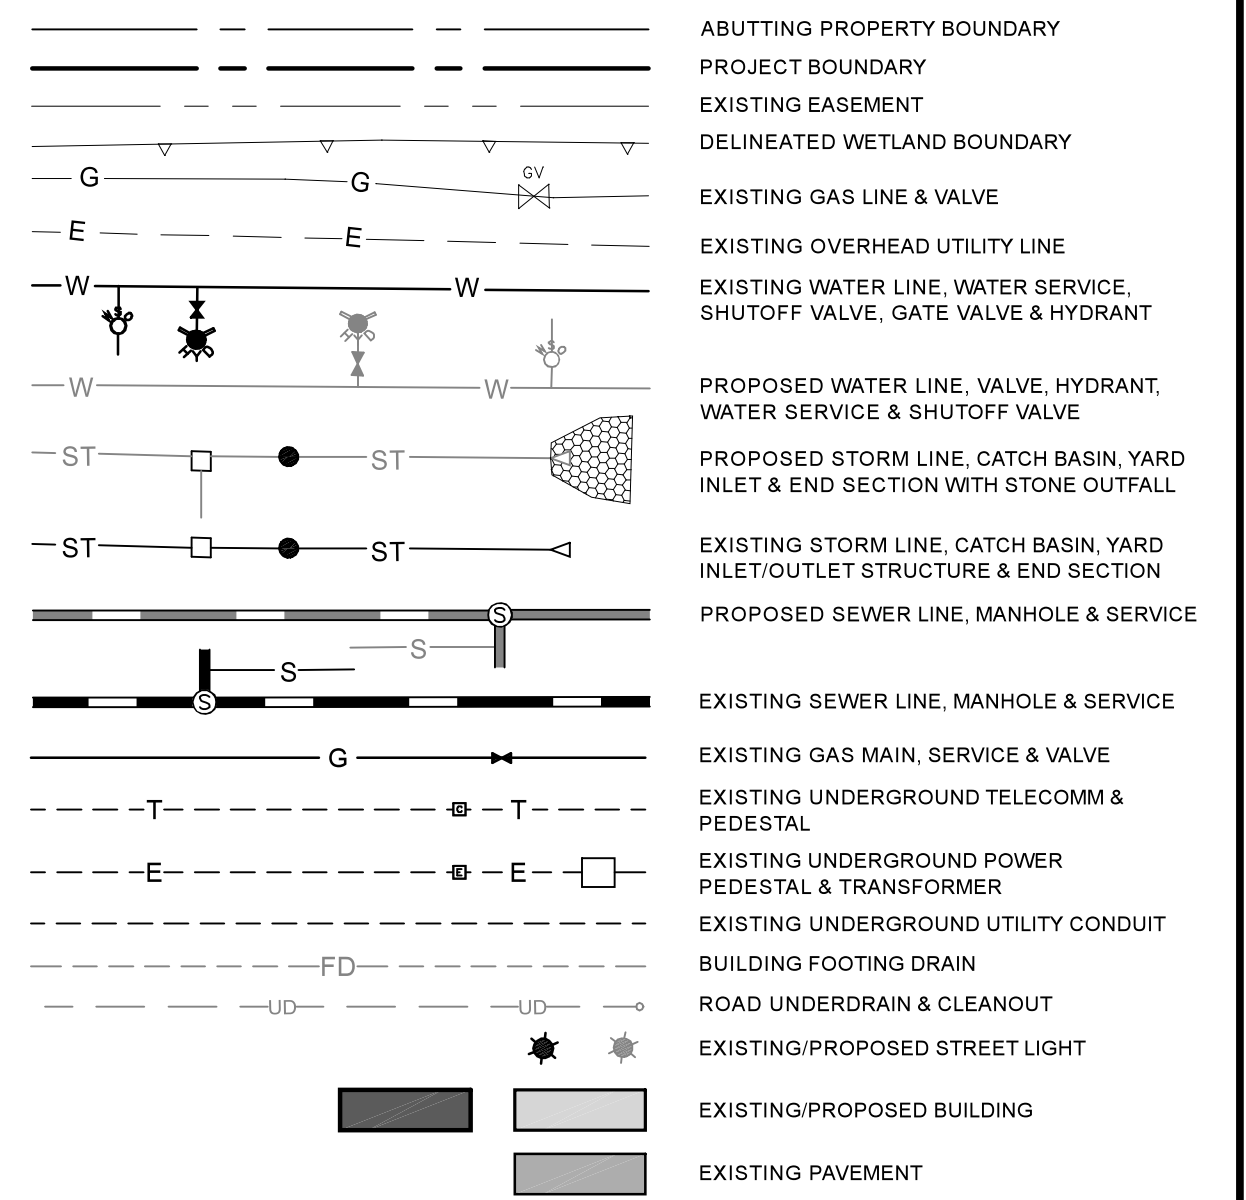 ABUTTING PROPERTY BOUNDARY
PROJECT BOUNDARY
EXISTING EASEMENT
DELINEATED WETLAND BOUNDARY
G G GV
EXISTING GAS LINE & VALVE
E E
EXISTING OVERHEAD UTILITY LINE
W W
EXISTING WATER LINE, WATER SERVICE,
SHUTOFF VALVE, GATE VALVE & HYDRANT
WSO HYD HYD WSO
W W
PROPOSED WATER LINE, VALVE, HYDRANT,
WATER SERVICE & SHUTOFF VALVE
ST ST
PROPOSED STORM LINE, CATCH BASIN, YARD
INLET & END SECTION WITH STONE OUTFALL
ST ST
EXISTING STORM LINE, CATCH BASIN, YARD
INLET/OUTLET STRUCTURE & END SECTION
S
PROPOSED SEWER LINE, MANHOLE & SERVICE
S
S
S
EXISTING SEWER LINE, MANHOLE & SERVICE
G
EXISTING GAS MAIN, SERVICE & VALVE
T C T
EXISTING UNDERGROUND TELECOMM &
PEDESTAL
E E E
EXISTING UNDERGROUND POWER
PEDESTAL & TRANSFORMER
EXISTING UNDERGROUND UTILITY CONDUIT
FD
BUILDING FOOTING DRAIN
UD UD
ROAD UNDERDRAIN & CLEANOUT
EXISTING/PROPOSED STREET LIGHT
EXISTING/PROPOSED BUILDING
EXISTING PAVEMENT